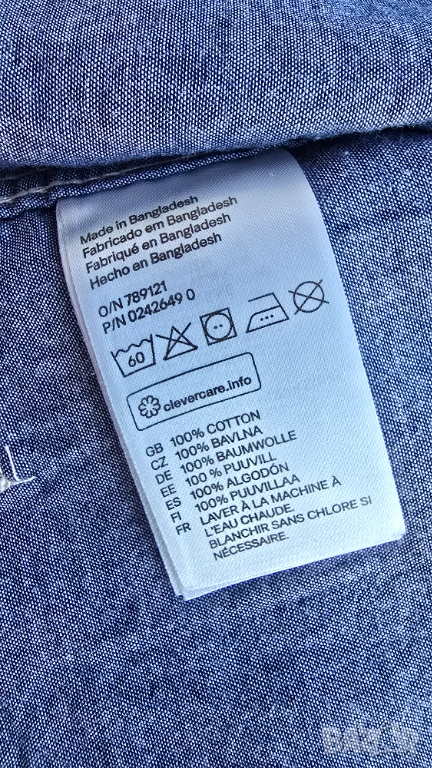 Made in Bangladesh
Fabricado em Bangladesh
Fabriqué en Bangladesh
Hecho en Bangladesh
O/N 789121
P/N 0242649 0
60
clevercare.info
GB 100% COTTON
CZ 100% BAVLNA
DE 100% BAUMWOLLE
EE 100% PUUVILL
ES 100% ALGODÓN
FI 100% PUUVILLAA
FR LAVER À LA MACHINE À
L'EAU CHAUDE.
BLANCHIR SANS CHLORE SI
NÉCESSAIRE.